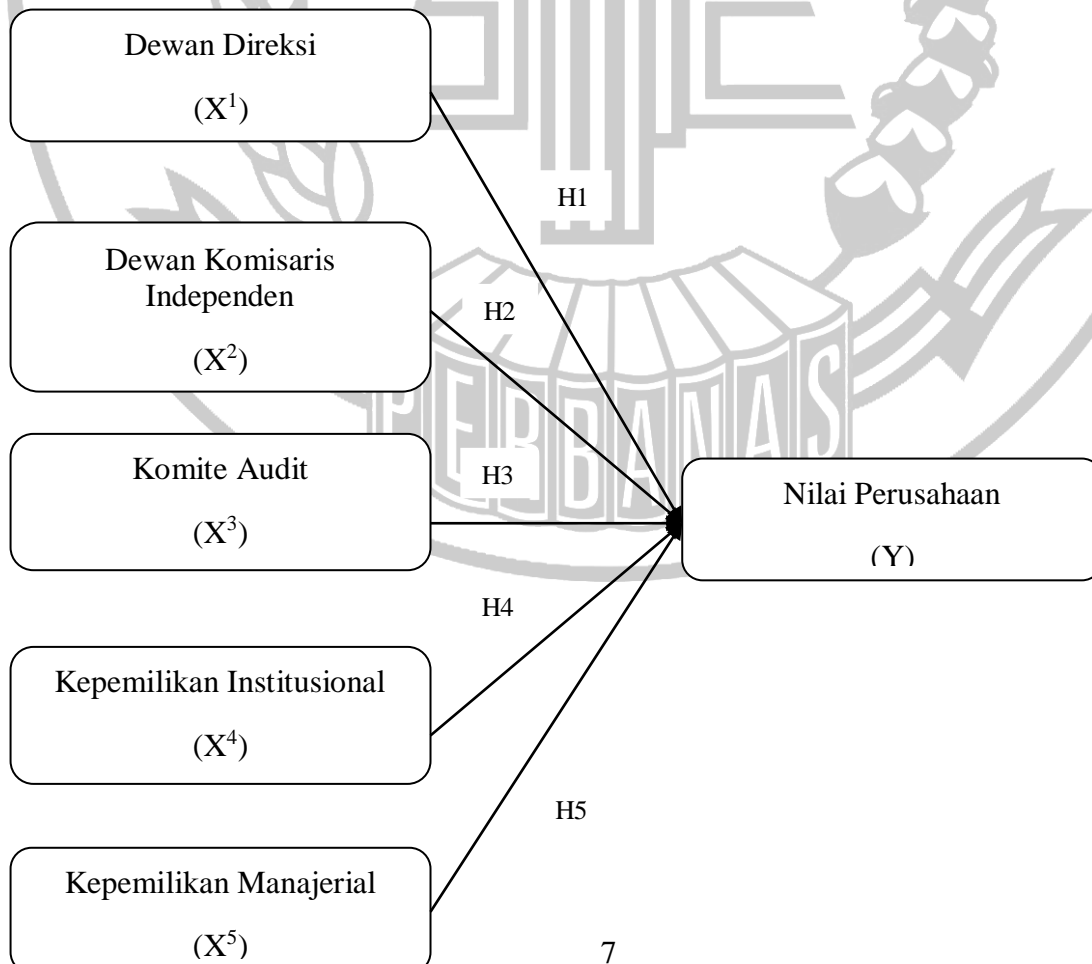 Dewan Direksi
(X¹)
H1
Dewan Komisaris
Independen
(X²)
H2
Komite Audit
(X³)
H3
Nilai Perusahaan
(Y)
H4
Kepemilikan Institusional
(X⁴)
H5
Kepemilikan Manajerial
(X⁵)
7
PERBANAS